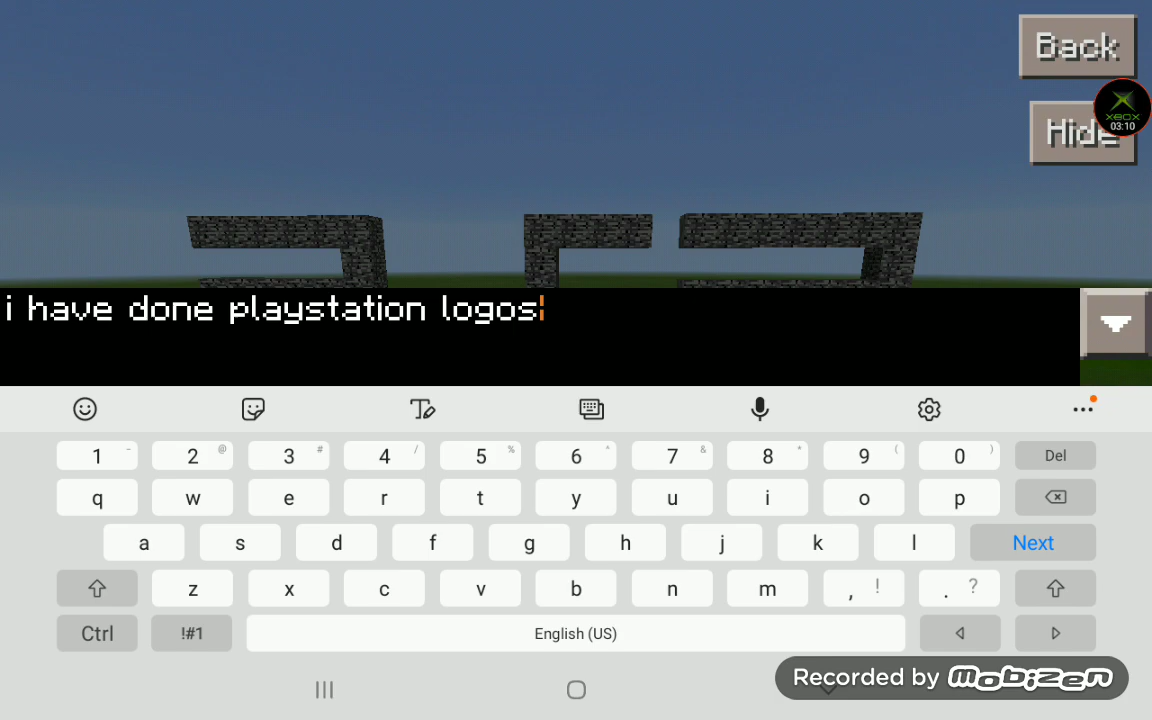 Back
XBOX
03:10
Hide
i have done playstation logos
1 - 2 @ 3 # 4 / 5 % 6 ^ 7 & 8 * 9 ( 0 ) Del
q w e r t y u i o p
a s d f g h j k l Next
z x c v b n m , ! . ?
Ctrl !#1 English (US)
Recorded by mobizen